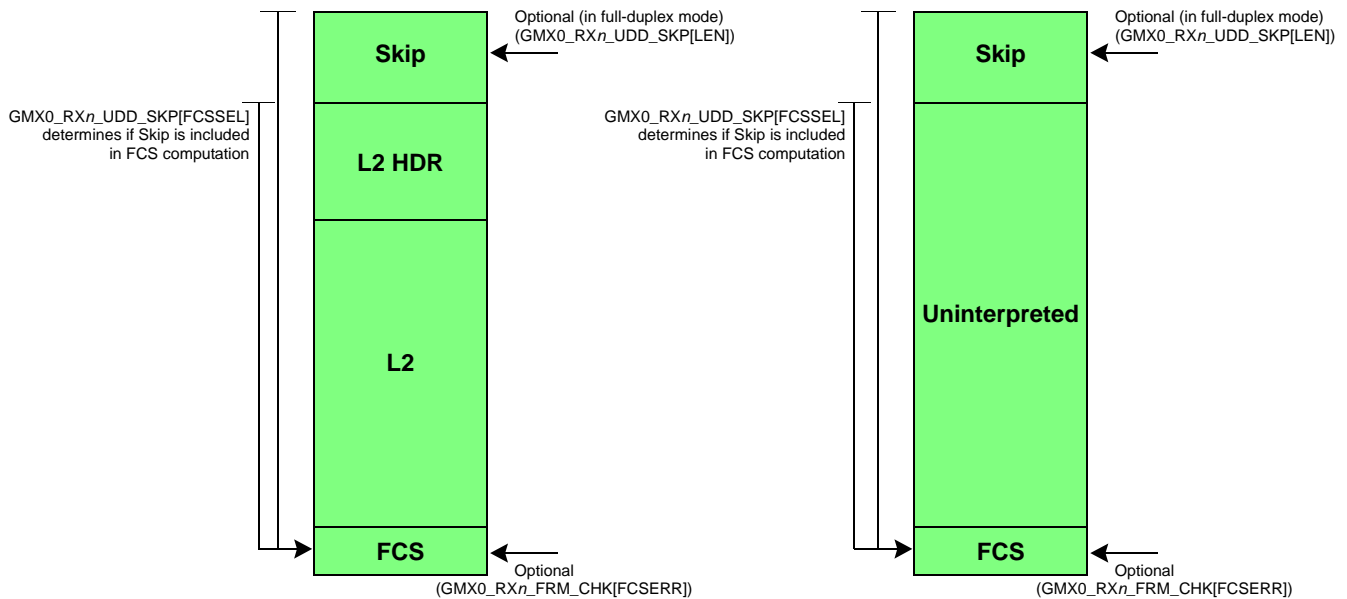 Optional (in full-duplex mode)
(GMX0_RXn_UDD_SKP[LEN])
Skip
GMX0_RXn_UDD_SKP[FCSSEL]
determines if Skip is included
in FCS computation
L2 HDR
L2
FCS
Optional
(GMX0_RXn_FRM_CHK[FCSERR])
Optional (in full-duplex mode)
(GMX0_RXn_UDD_SKP[LEN])
Skip
GMX0_RXn_UDD_SKP[FCSSEL]
determines if Skip is included
in FCS computation
Uninterpreted
FCS
Optional
(GMX0_RXn_FRM_CHK[FCSERR])